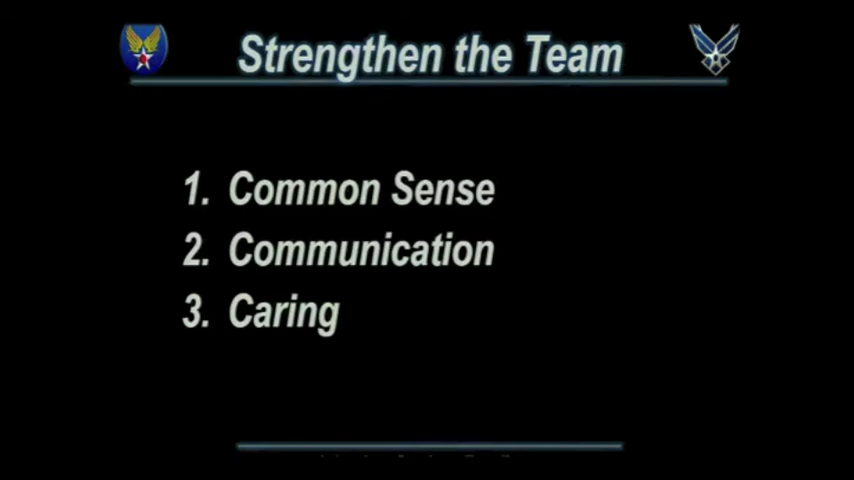 Strengthen the Team
1. Common Sense
2. Communication
3. Caring